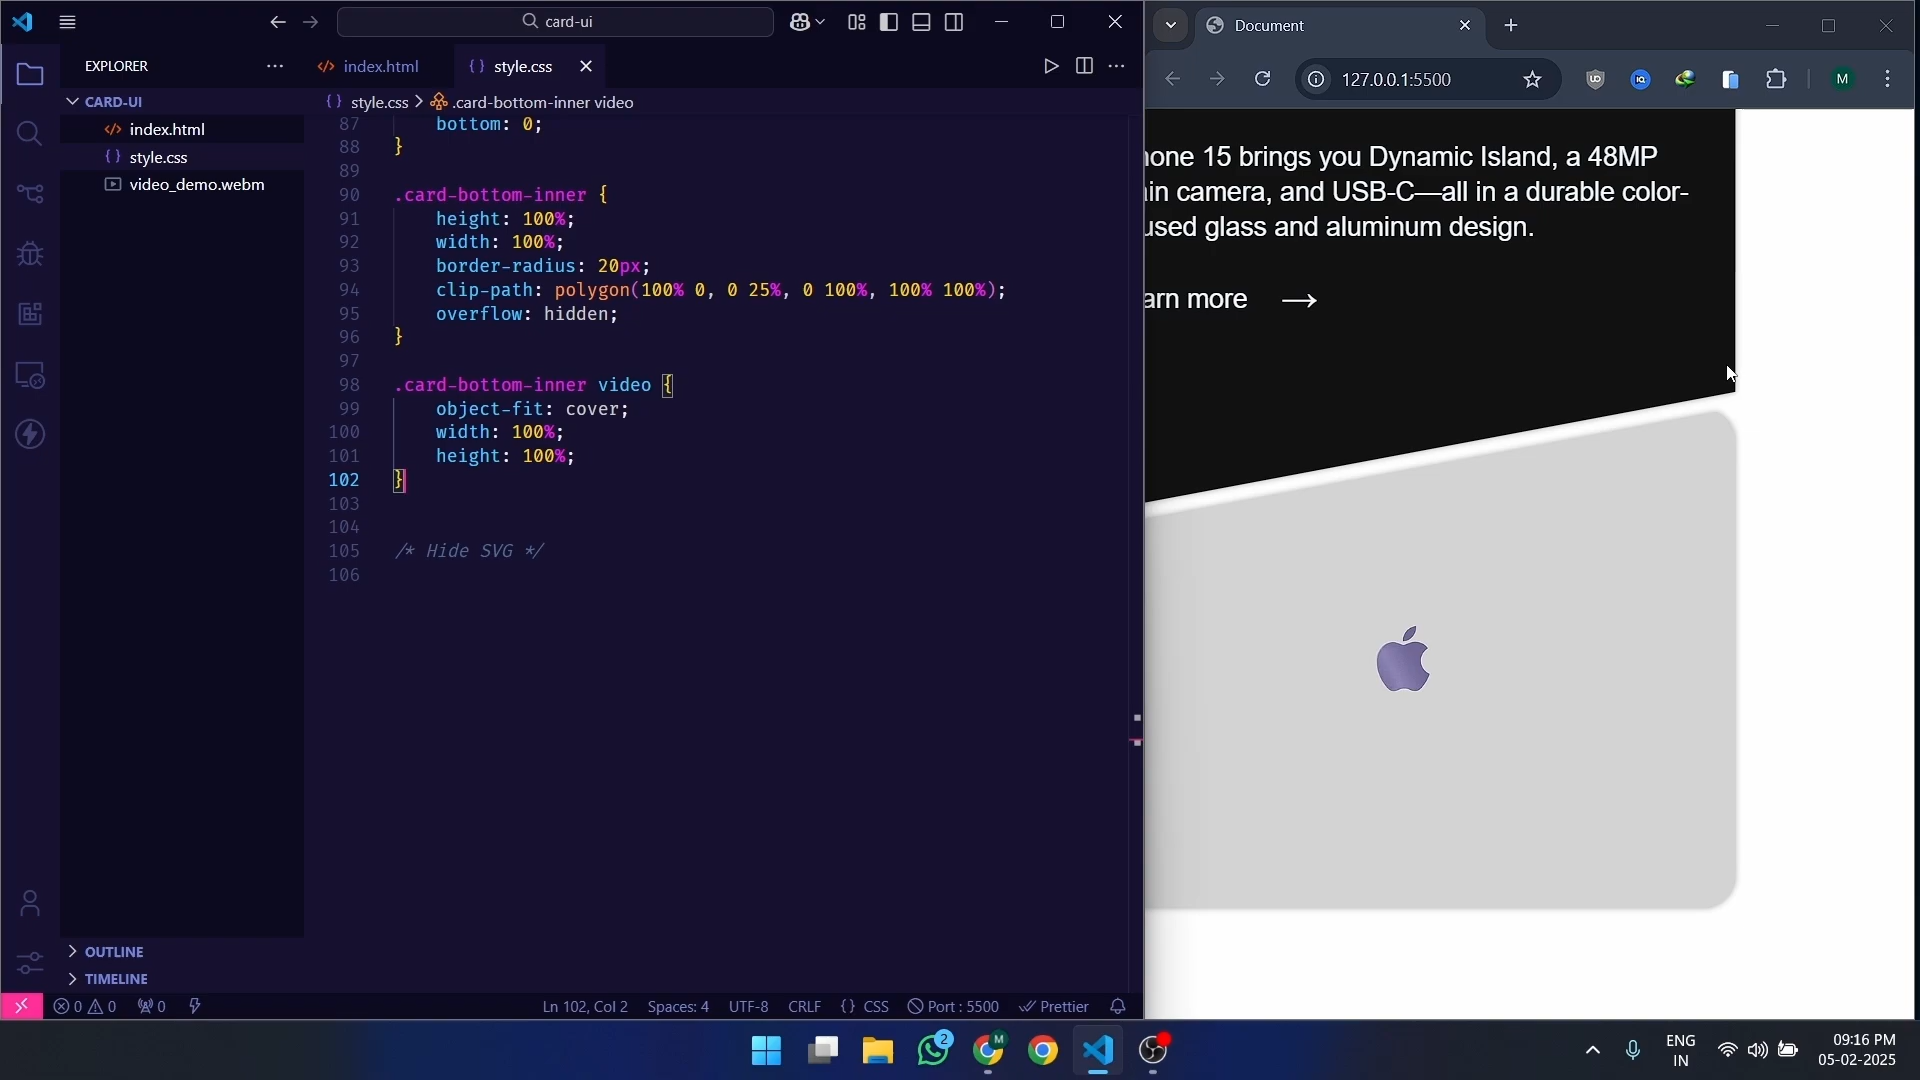 card-ui
EXPLORER
index.html
style.css
CARD-UI
index.html
style.css
video_demo.webm
OUTLINE
TIMELINE
style.css
.card-bottom-inner video
87 bottom: 0;
88 }
89
90 .card-bottom-inner {
91 height: 100%;
92 width: 100%;
93 border-radius: 20px;
94 clip-path: polygon(100% 0, 0 25%, 0 100%, 100% 100%);
95 overflow: hidden;
96 }
97
98 .card-bottom-inner video {
99 object-fit: cover;
100 width: 100%;
101 height: 100%;
102 }
103
104
105 /* Hide SVG */
106
0 0 0
Ln 102, Col 2 Spaces: 4 UTF-8 CRLF {} CSS Port : 5500 Prettier
Document
127.0.0.1:5500
M
one 15 brings you Dynamic Island, a 48MP
in camera, and USB-C—all in a durable color-
used glass and aluminum design.
arn more →
2
M
ENG
IN
09:16 PM
05-02-2025